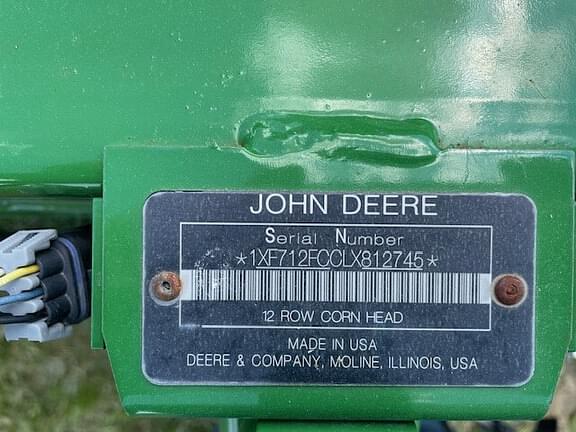 JOHN DEERE
Serial Number
*1XF712FCCLX812745*
12 ROW CORN HEAD
MADE IN USA
DEERE & COMPANY, MOLINE, ILLINOIS, USA